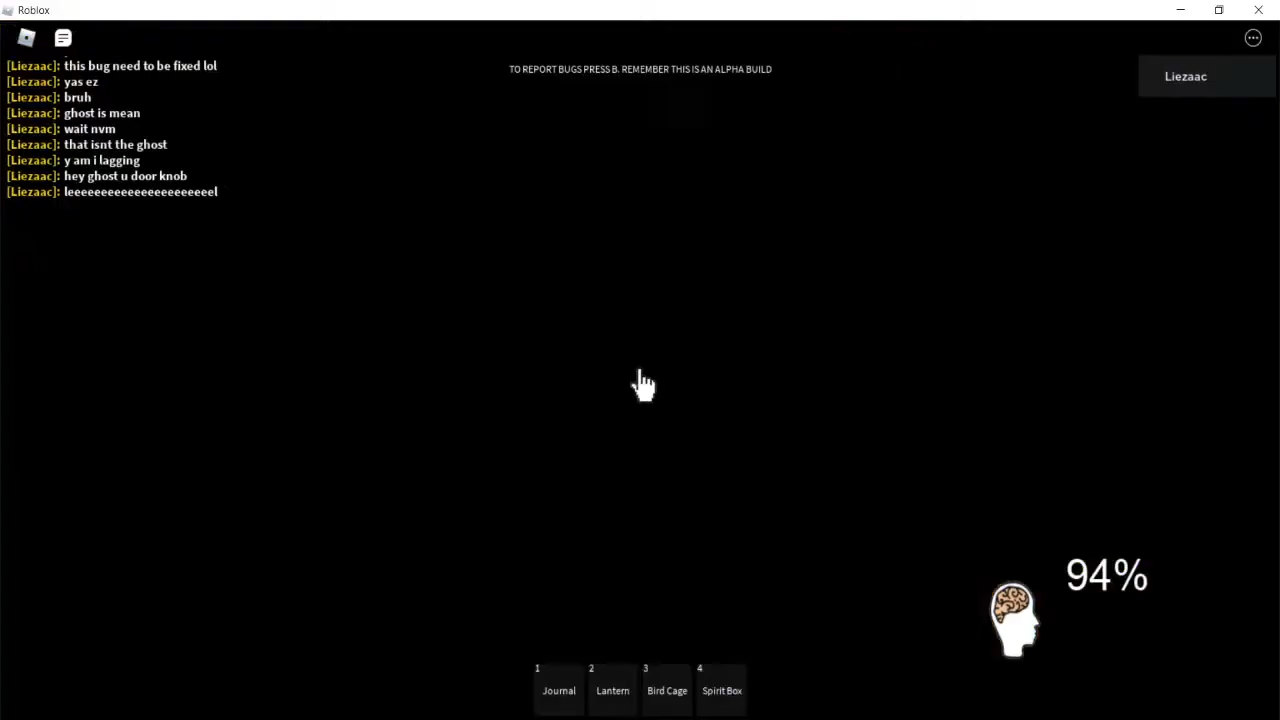 Roblox
[Liezaac]: this bug need to be fixed lol
[Liezaac]: yas ez
[Liezaac]: bruh
[Liezaac]: ghost is mean
[Liezaac]: wait nvm
[Liezaac]: that isnt the ghost
[Liezaac]: y am i lagging
[Liezaac]: hey ghost u door knob
[Liezaac]: leeeeeeeeeeeeeeeeeeeeeel
TO REPORT BUGS PRESS B. REMEMBER THIS IS AN ALPHA BUILD
Liezaac
94%
1 2 3 4
Journal Lantern Bird Cage Spirit Box